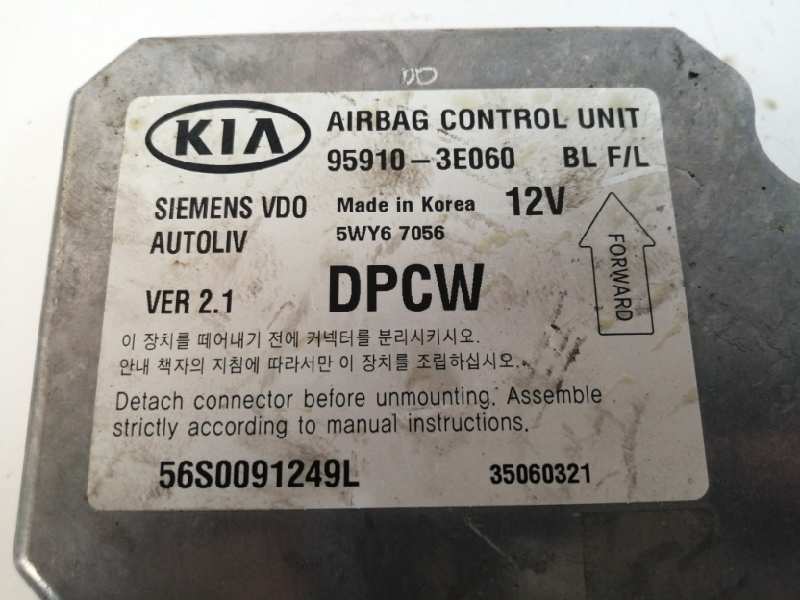 KIA AIRBAG CONTROL UNIT
95910-3E060 BL F/L
SIEMENS VDO Made in Korea 12V
AUTOLIV 5WY6 7056
FORWARD
VER 2.1 DPCW
이 장치를 떼어내기 전에 커넥터를 분리시키시오.
안내 책자의 지침에 따라서만 이 장치를 조립하십시오.
Detach connector before unmounting. Assemble
strictly according to manual instructions.
56S0091249L 35060321